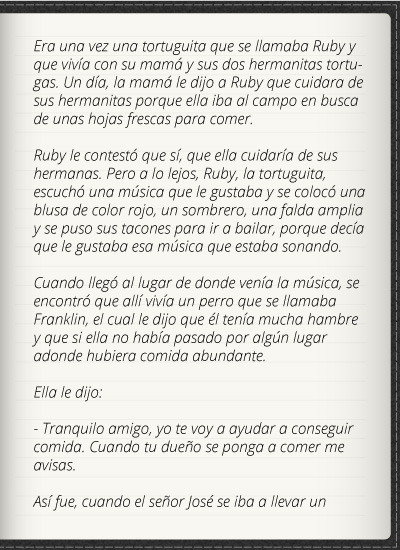 Era una vez una tortuguita que se llamaba Ruby y
que vivía con su mamá y sus dos hermanitas tortu-
gas. Un día, la mamá le dijo a Ruby que cuidara de
sus hermanitas porque ella iba al campo en busca
de unas hojas frescas para comer.

Ruby le contestó que sí, que ella cuidaría de sus
hermanas. Pero a lo lejos, Ruby, la tortuguita,
escuchó una música que le gustaba y se colocó una
blusa de color rojo, un sombrero, una falda amplia
y se puso sus tacones para ir a bailar, porque decía
que le gustaba esa música que estaba sonando.

Cuando llegó al lugar de donde venía la música, se
encontró que allí vivía un perro que se llamaba
Franklin, el cual le dijo que él tenía mucha hambre
y que si ella no había pasado por algún lugar
adonde hubiera comida abundante.

Ella le dijo:

- Tranquilo amigo, yo te voy a ayudar a conseguir
comida. Cuando tu dueño se ponga a comer me
avisas.

Así fue, cuando el señor José se iba a llevar un